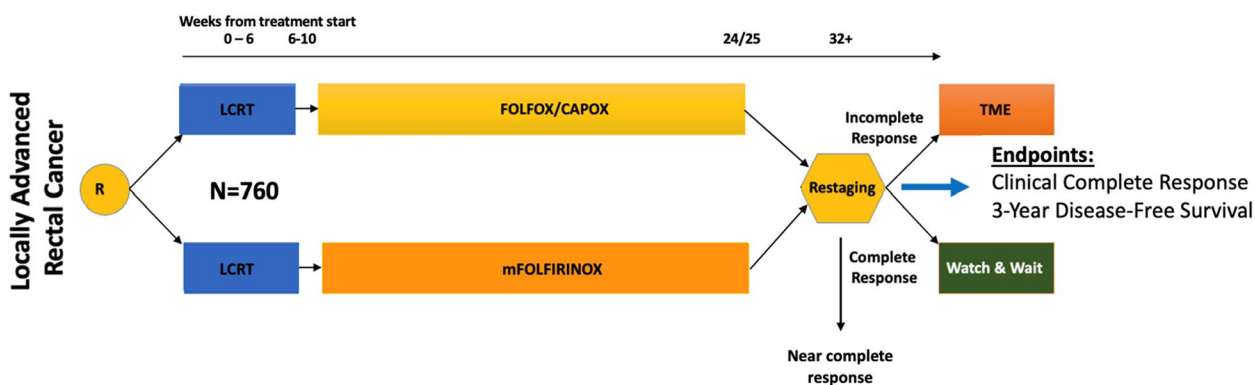 Weeks from treatment start
0 – 6
6-10
24/25
32+
Locally Advanced
Rectal Cancer
R
N=760
LCRT
FOLFOX/CAPOX
LCRT
mFOLFIRINOX
Restaging
Incomplete
Response
TME
Complete
Response
Watch & Wait
Near complete
response
Endpoints:
Clinical Complete Response
3-Year Disease-Free Survival